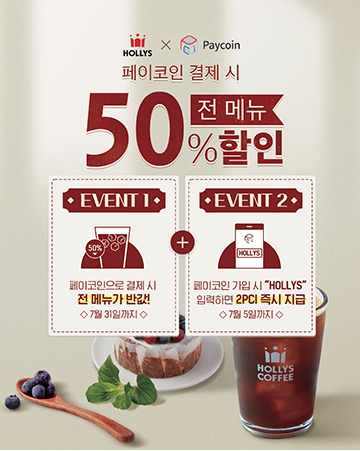 HOLLYS × Paycoin
페이코인 결제 시
50%
전 메뉴
할인
EVENT 1
50%
페이코인으로 결제 시
전 메뉴가 반값!
◇ 7월 31일까지 ◇
+
EVENT 2
HOLLYS
페이코인 가입 시 "HOLLYS"
입력하면 2PCI 즉시 지급
◇ 7월 5일까지 ◇
HOLLYS
COFFEE